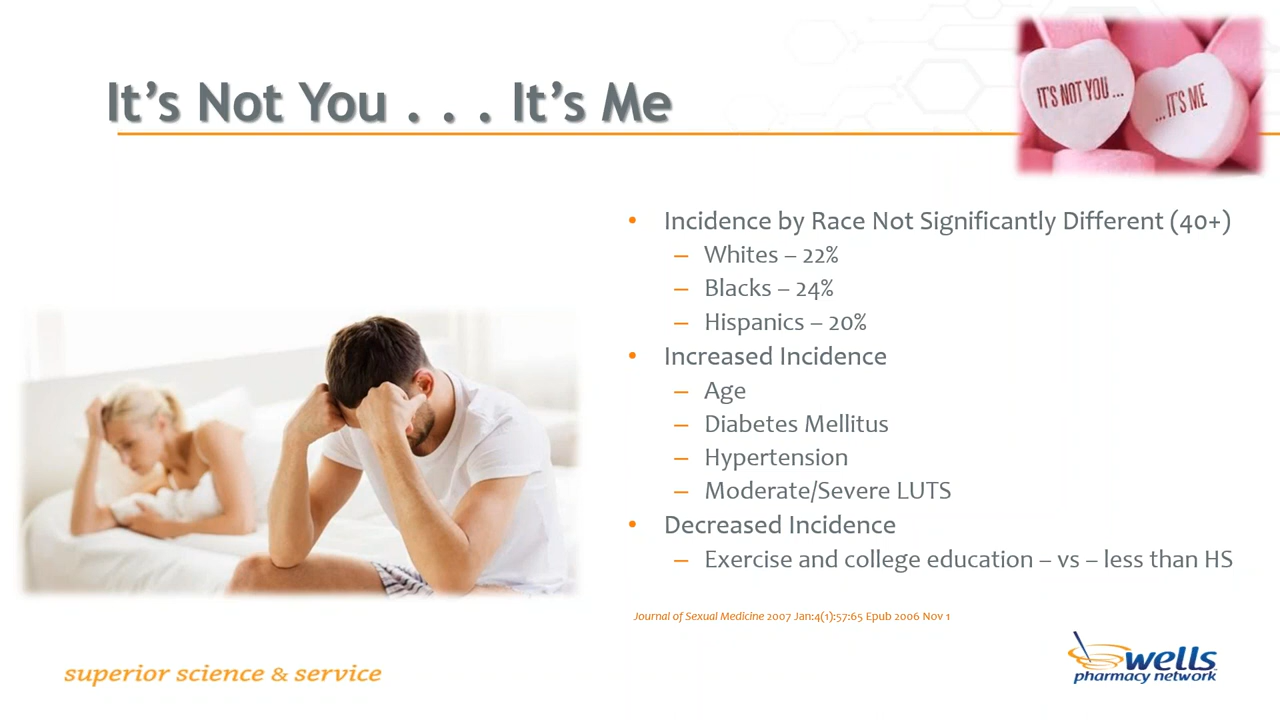 It’s Not You . . . It’s Me
IT'S NOT YOU ...
...IT'S ME
• Incidence by Race Not Significantly Different (40+)
– Whites – 22%
– Blacks – 24%
– Hispanics – 20%
• Increased Incidence
– Age
– Diabetes Mellitus
– Hypertension
– Moderate/Severe LUTS
• Decreased Incidence
– Exercise and college education – vs – less than HS
Journal of Sexual Medicine 2007 Jan:4(1):57:65 Epub 2006 Nov 1
superior science & service
wells
pharmacy network